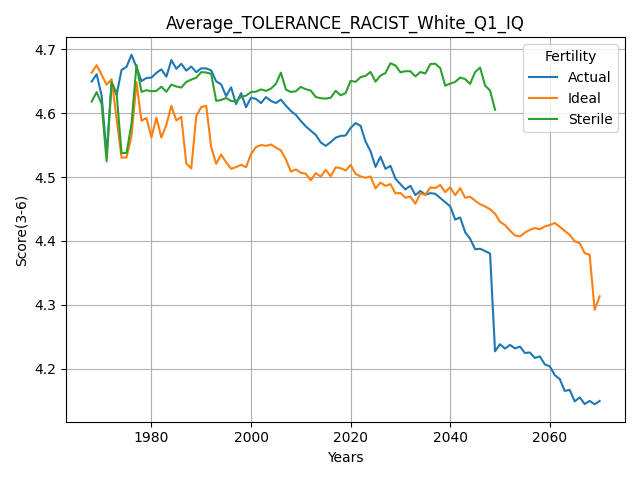 Average_TOLERANCE_RACIST_White_Q1_IQ
Fertility
Actual
Ideal
Sterile
Score(3-6)
4.7
4.6
4.5
4.4
4.3
4.2
1980
2000
2020
2040
2060
Years